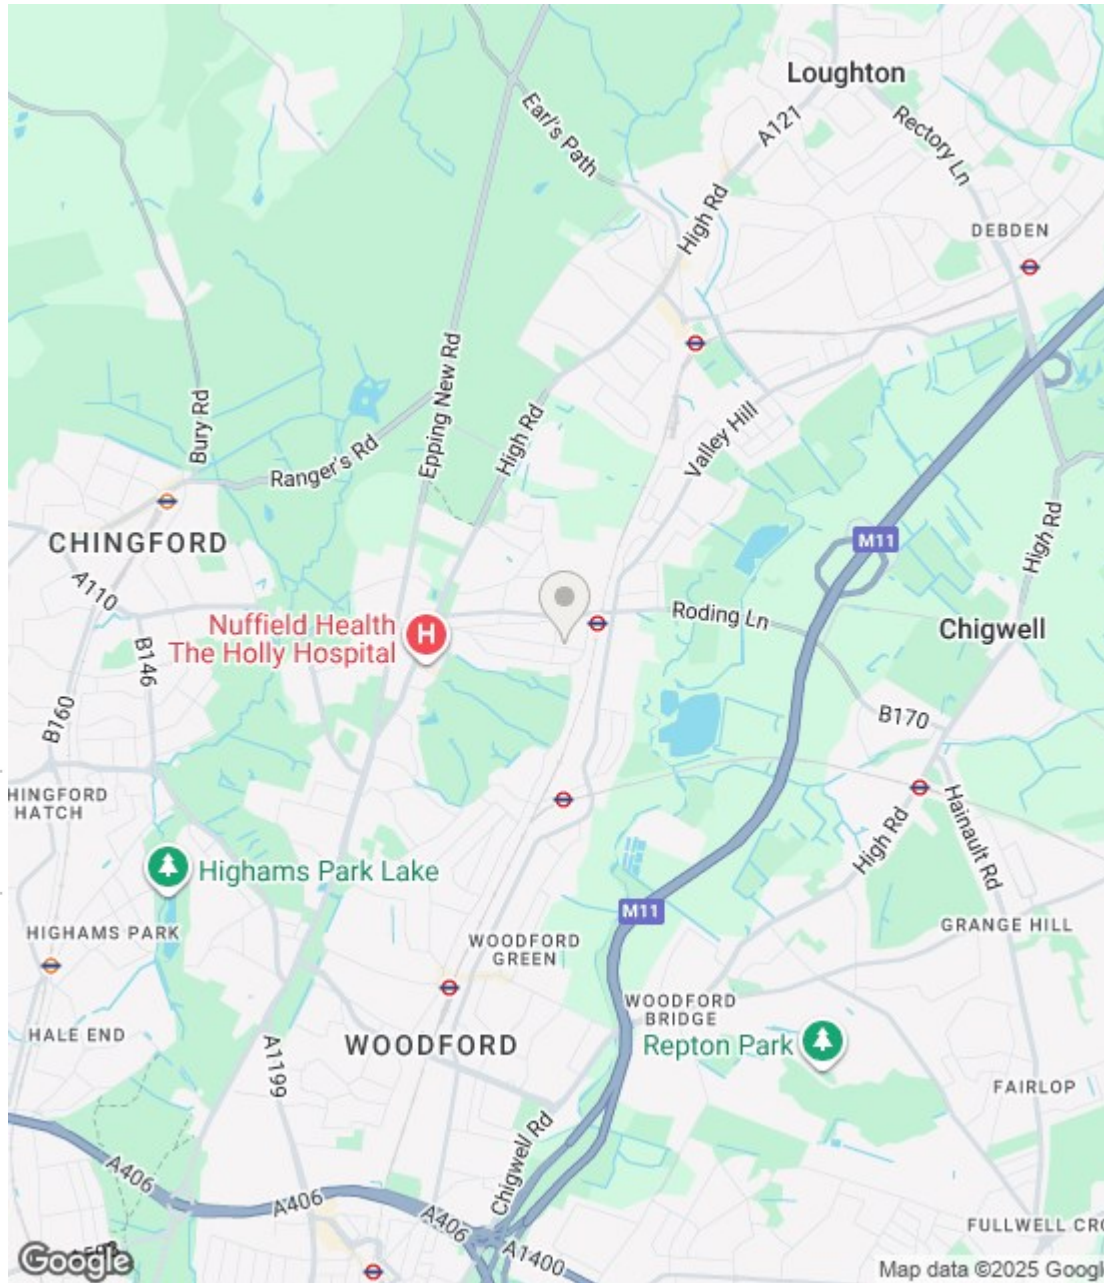 Loughton
A121
Earl's Path
Rectory Ln
High Rd
DEBDEN
Epping New Rd
Bury Rd
High Rd
Valley Hill
Ranger's Rd
High Rd
CHINGFORD
M11
A110
Roding Ln
Nuffield Health
The Holly Hospital
H
Chigwell
B146
B160
B170
HINGFORD
HATCH
Hainault Rd
High Rd
Highams Park Lake
M11
HIGHAMS PARK
WOODFORD
GREEN
GRANGE HILL
WOODFORD
BRIDGE
HALE END
WOODFORD
Repton Park
A1199
FAIRLOP
Chigwell Rd
A406
A406
A406
A1400
FULLWELL CRO
Google
Map data ©2025 Google